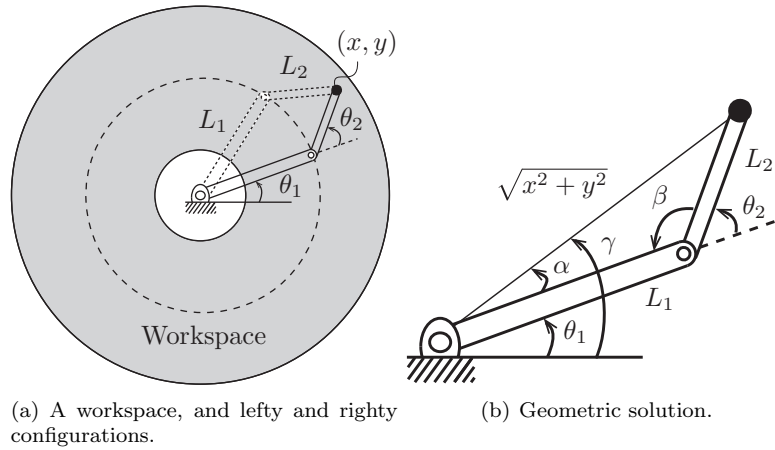 (x, y)
L₂
L₁
θ₂
θ₁
Workspace
(a) A workspace, and lefty and righty
configurations.
√x² + y²
L₂
β
θ₂
γ
α
L₁
θ₁
(b) Geometric solution.